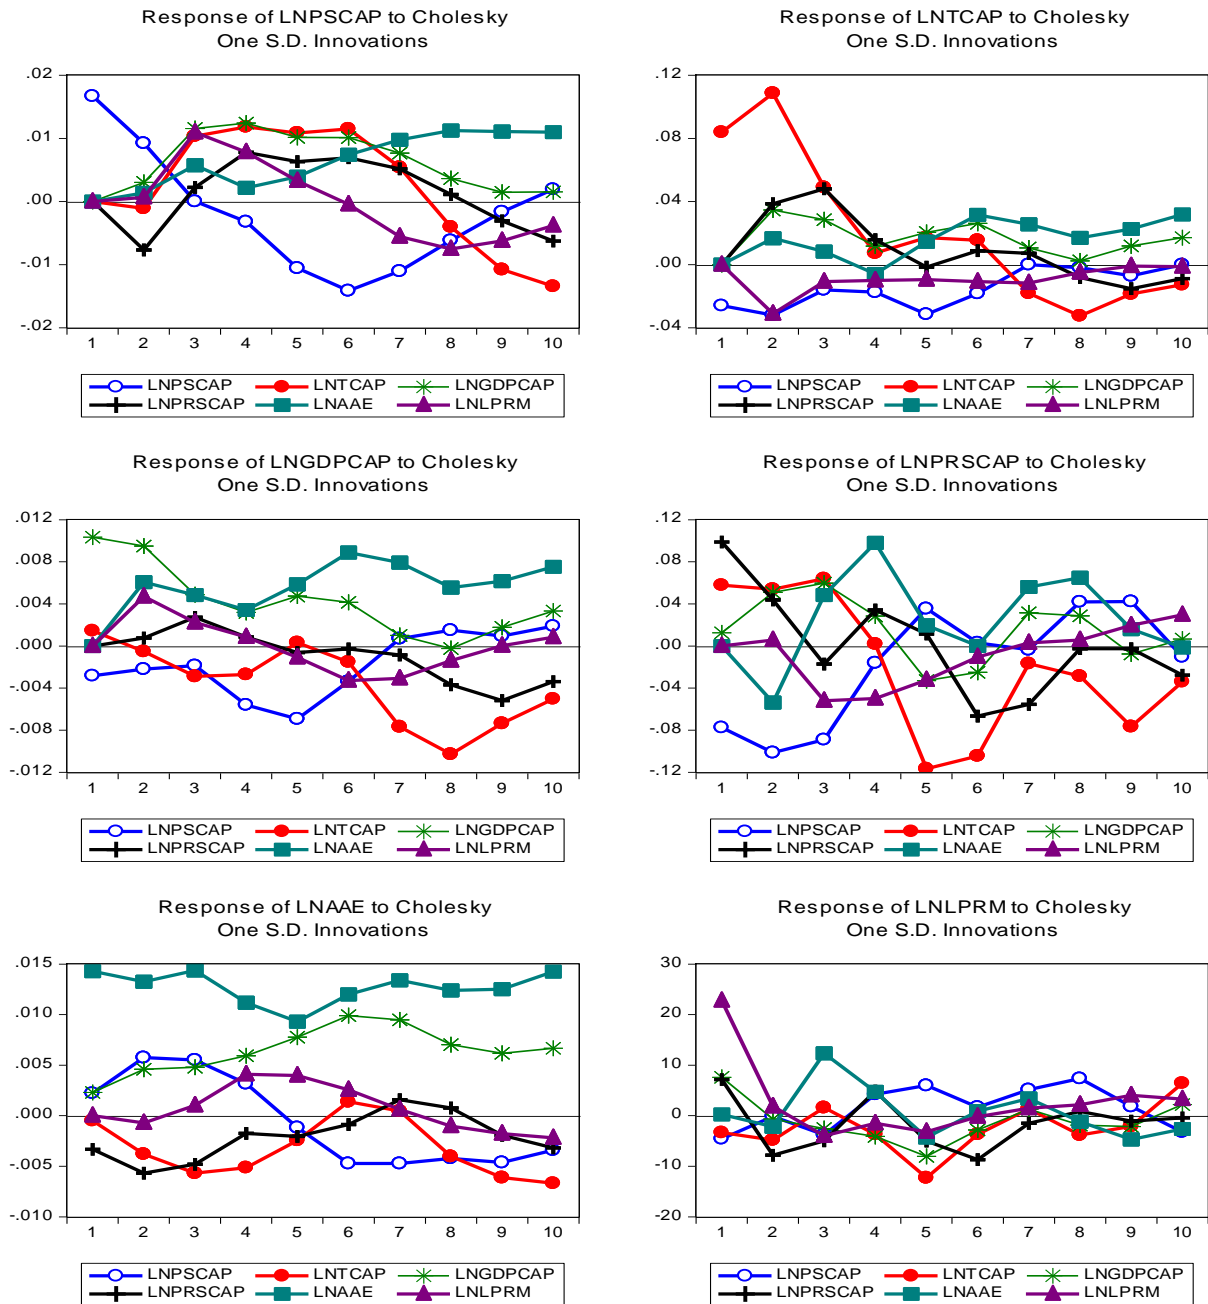 Response of LNPSCAP to Cholesky
One S.D. Innovations
.02
.01
.00
-.01
-.02
1 2 3 4 5 6 7 8 9 10
LNPSCAP LNTCAP LNGDPCAP
LNPRSCAP LNAAE LNLPRM
Response of LNTCAP to Cholesky
One S.D. Innovations
.12
.08
.04
.00
-.04
1 2 3 4 5 6 7 8 9 10
LNPSCAP LNTCAP LNGDPCAP
LNPRSCAP LNAAE LNLPRM
Response of LNGDPCAP to Cholesky
One S.D. Innovations
.012
.008
.004
.000
-.004
-.008
-.012
1 2 3 4 5 6 7 8 9 10
LNPSCAP LNTCAP LNGDPCAP
LNPRSCAP LNAAE LNLPRM
Response of LNPRSCAP to Cholesky
One S.D. Innovations
.12
.08
.04
.00
-.04
-.08
-.12
1 2 3 4 5 6 7 8 9 10
LNPSCAP LNTCAP LNGDPCAP
LNPRSCAP LNAAE LNLPRM
Response of LNAAE to Cholesky
One S.D. Innovations
.015
.010
.005
.000
-.005
-.010
1 2 3 4 5 6 7 8 9 10
LNPSCAP LNTCAP LNGDPCAP
LNPRSCAP LNAAE LNLPRM
Response of LNLPRM to Cholesky
One S.D. Innovations
30
20
10
0
-10
-20
1 2 3 4 5 6 7 8 9 10
LNPSCAP LNTCAP LNGDPCAP
LNPRSCAP LNAAE LNLPRM